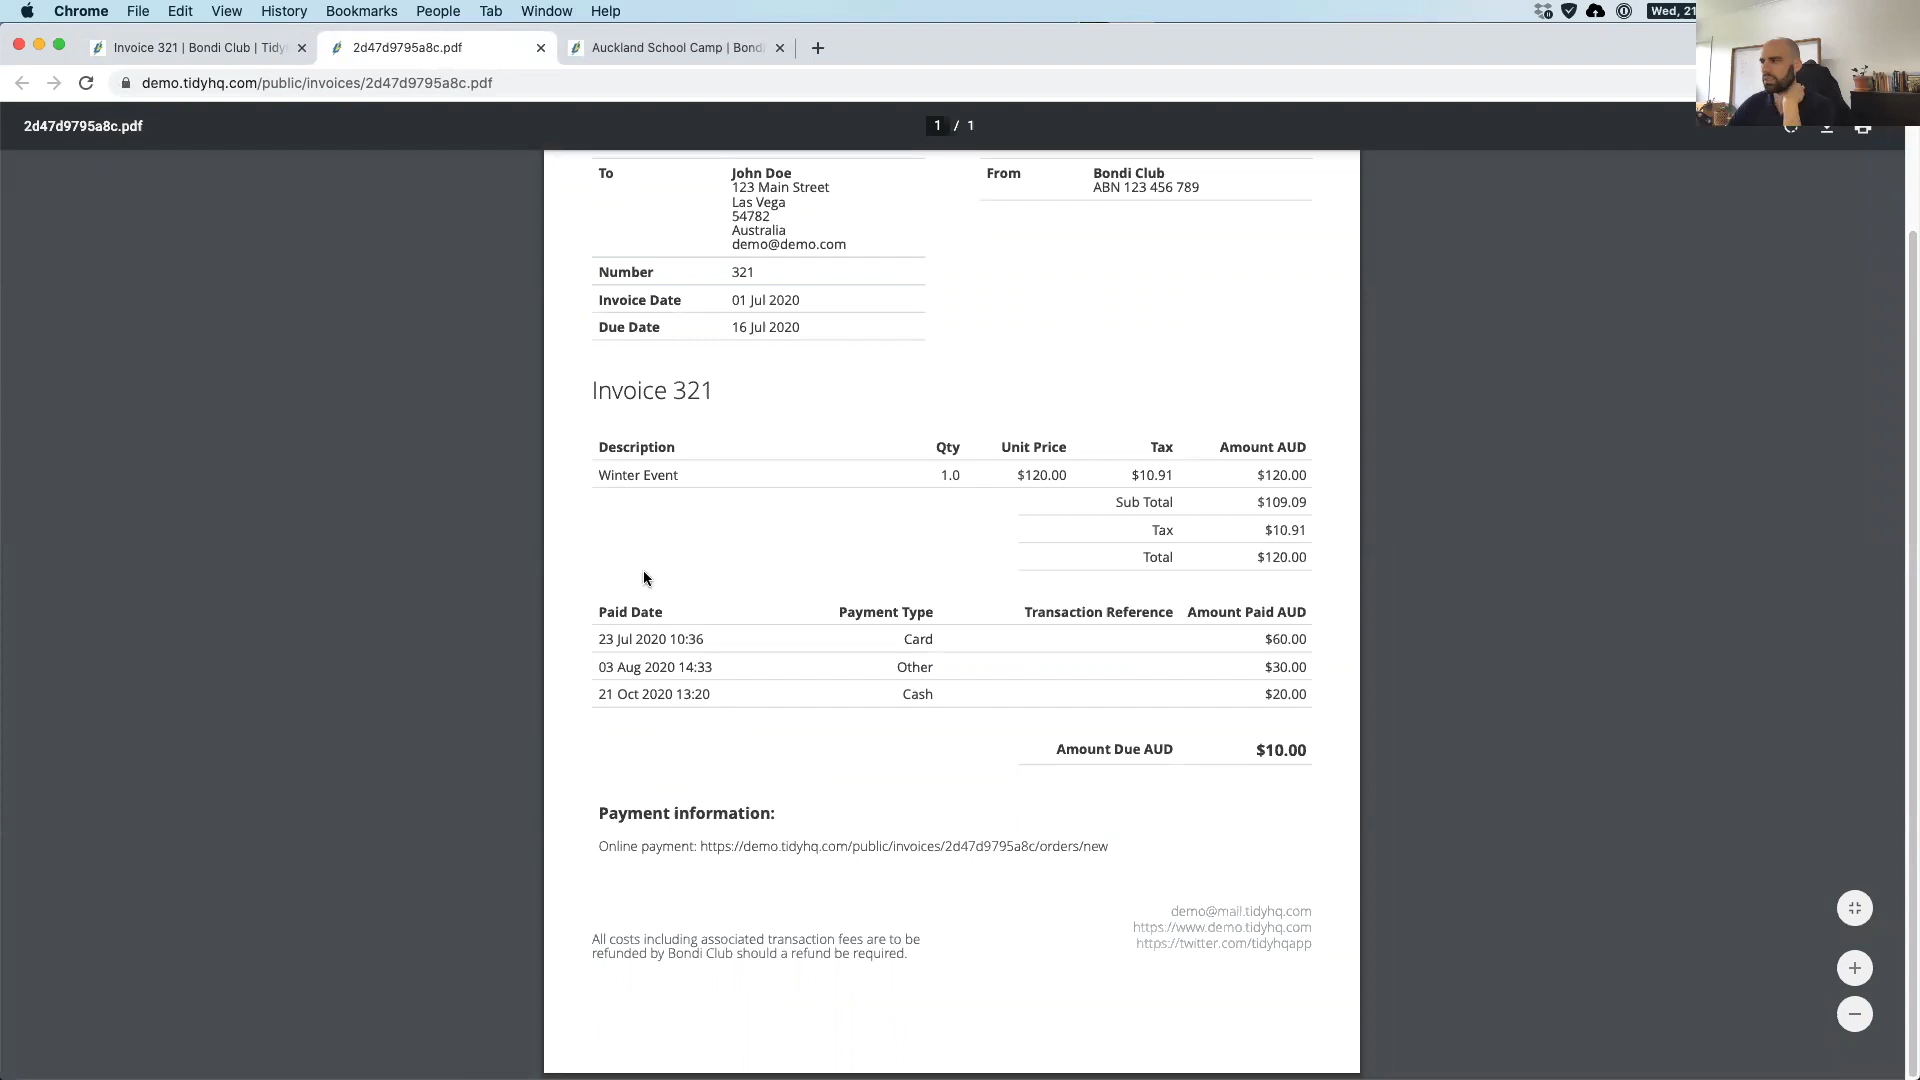 Chrome File Edit View History Bookmarks People Tab Window Help Wed, 21
Invoice 321 | Bondi Club | Tidy
2d47d9795a8c.pdf
Auckland School Camp | Bond
demo.tidyhq.com/public/invoices/2d47d9795a8c.pdf
2d47d9795a8c.pdf 1 / 1
To John Doe From Bondi Club
123 Main Street ABN 123 456 789
Las Vega
54782
Australia
demo@demo.com
Number 321
Invoice Date 01 Jul 2020
Due Date 16 Jul 2020
Invoice 321
Description Qty Unit Price Tax Amount AUD
Winter Event 1.0 $120.00 $10.91 $120.00
Sub Total $109.09
Tax $10.91
Total $120.00
Paid Date Payment Type Transaction Reference Amount Paid AUD
23 Jul 2020 10:36 Card $60.00
03 Aug 2020 14:33 Other $30.00
21 Oct 2020 13:20 Cash $20.00
Amount Due AUD $10.00
Payment information:
Online payment: https://demo.tidyhq.com/public/invoices/2d47d9795a8c/orders/new
demo@mail.tidyhq.com
https://www.demo.tidyhq.com
https://twitter.com/tidyhqapp
All costs including associated transaction fees are to be
refunded by Bondi Club should a refund be required.